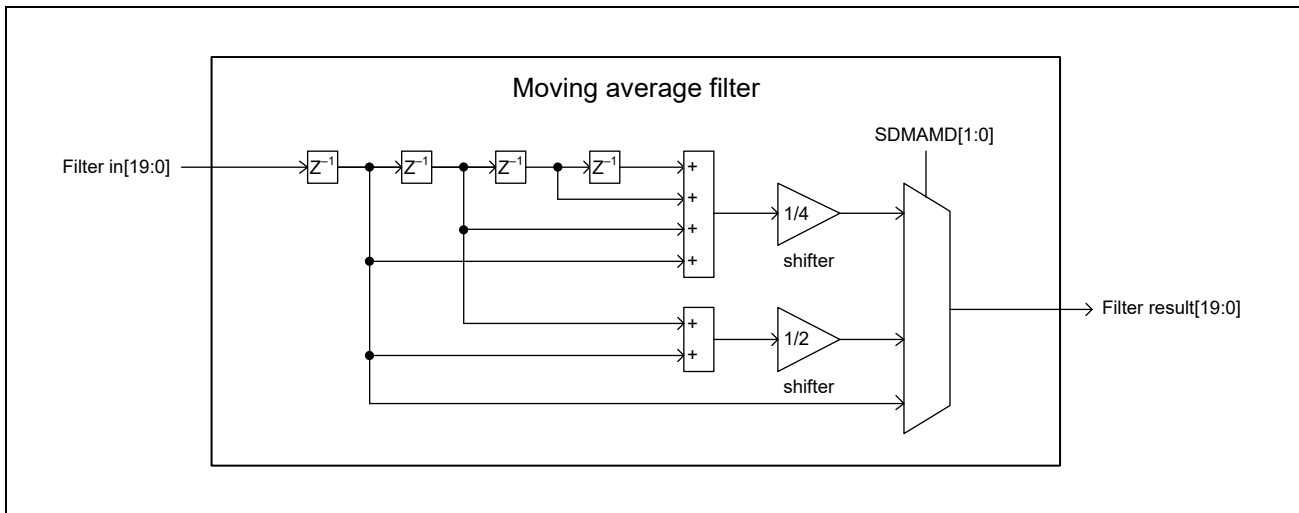 Moving average filter
SDMAMD[1:0]
Filter in[19:0]
Z⁻¹
Z⁻¹
Z⁻¹
Z⁻¹
+
+
+
+
1/4
shifter
Filter result[19:0]
+
+
1/2
shifter